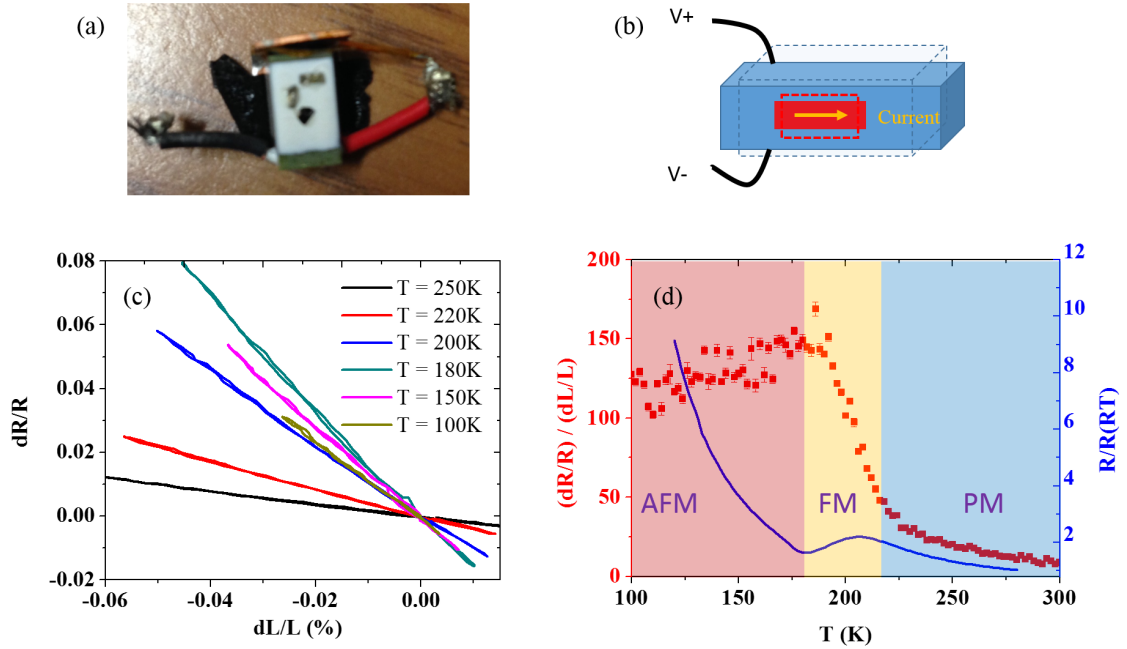 (a)
(b)
V+
Current
V-
(c)
0.08
0.06
0.04
0.02
0.00
-0.02
dR/R
-0.06
-0.04
-0.02
0.00
dL/L (%)
T = 250K
T = 220K
T = 200K
T = 180K
T = 150K
T = 100K
(d)
200
150
100
50
0
(dR/R) / (dL/L)
AFM
FM
PM
12
10
8
6
4
2
R/R(RT)
100
150
200
250
300
T (K)